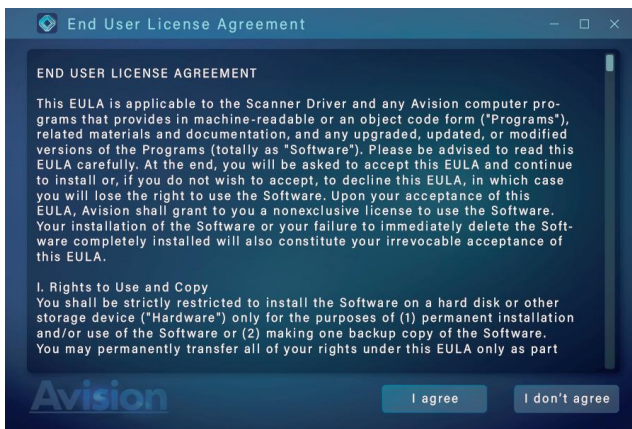 End User License Agreement
END USER LICENSE AGREEMENT
This EULA is applicable to the Scanner Driver and any Avision computer pro-
grams that provides in machine-readable or an object code form ("Programs"),
related materials and documentation, and any upgraded, updated, or modified
versions of the Programs (totally as "Software"). Please be advised to read this
EULA carefully. At the end, you will be asked to accept this EULA and continue
to install or, if you do not wish to accept, to decline this EULA, in which case
you will lose the right to use the Software. Upon your acceptance of this
EULA, Avision shall grant to you a nonexclusive license to use the Software.
Your installation of the Software or your failure to immediately delete the Soft-
ware completely installed will also constitute your irrevocable acceptance of
this EULA.
I. Rights to Use and Copy
You shall be strictly restricted to install the Software on a hard disk or other
storage device ("Hardware") only for the purposes of (1) permanent installation
and/or use of the Software or (2) making one backup copy of the Software.
You may permanently transfer all of your rights under this EULA only as part
Avision
I agree
I don't agree